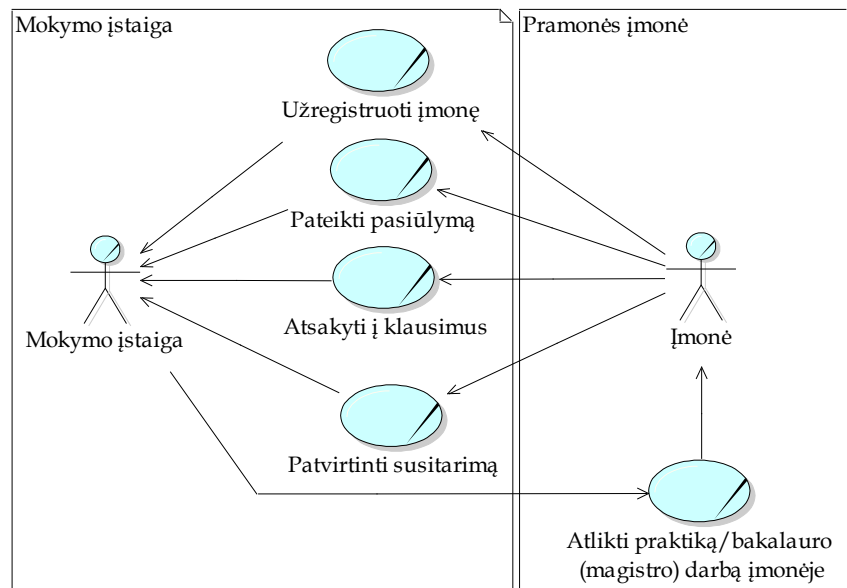 Mokymo įstaiga
Pramonės įmonė
Užregistruoti įmonę
Pateikti pasiūlymą
Atsakyti į klausimus
Mokymo įstaiga
Įmonė
Patvirtinti susitarimą
Atlikti praktiką/bakalauro
(magistro) darbą įmonėje